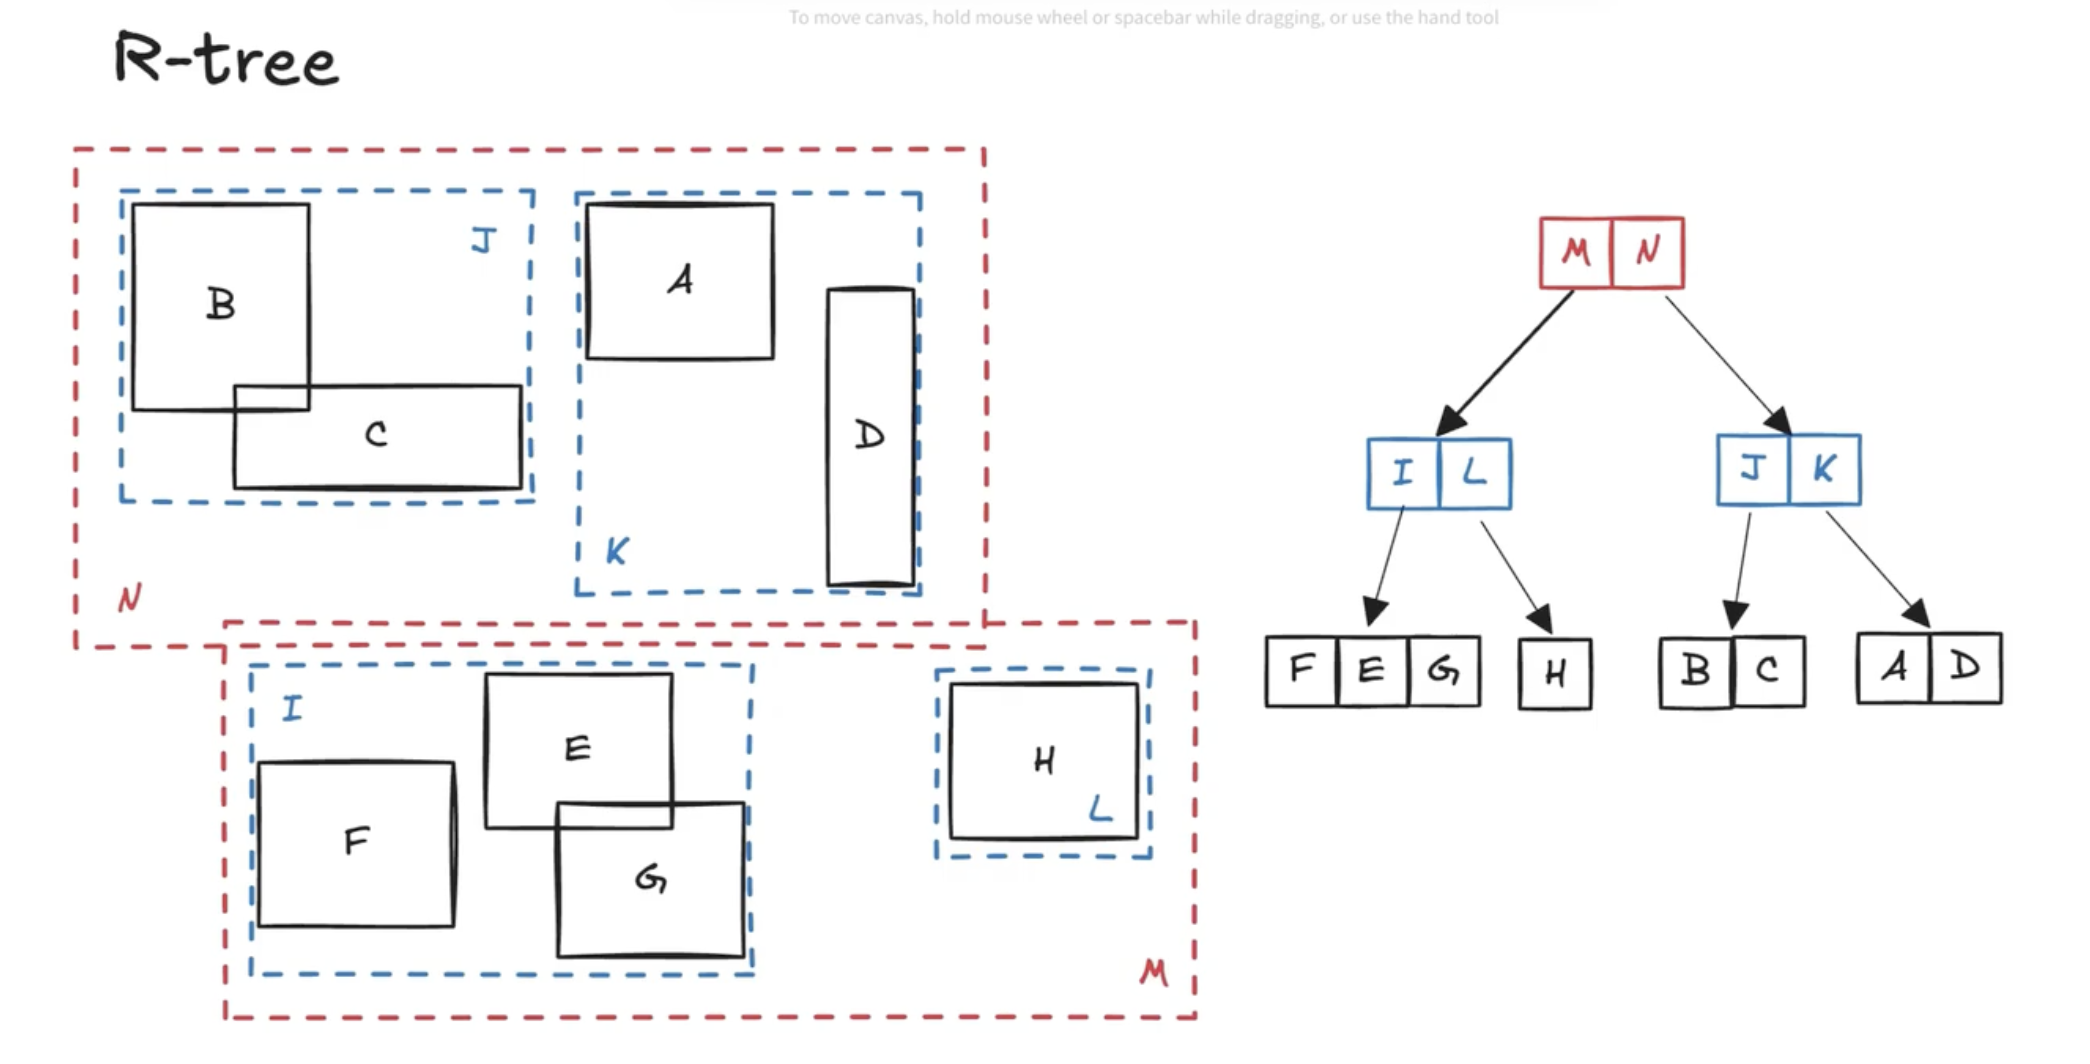 To move canvas, hold mouse wheel or spacebar while dragging, or use the hand tool
R-tree
B
J
A
C
D
K
N
I
E
F
G
H
L
M
M N
I L
J K
F E G
H
B C
A D